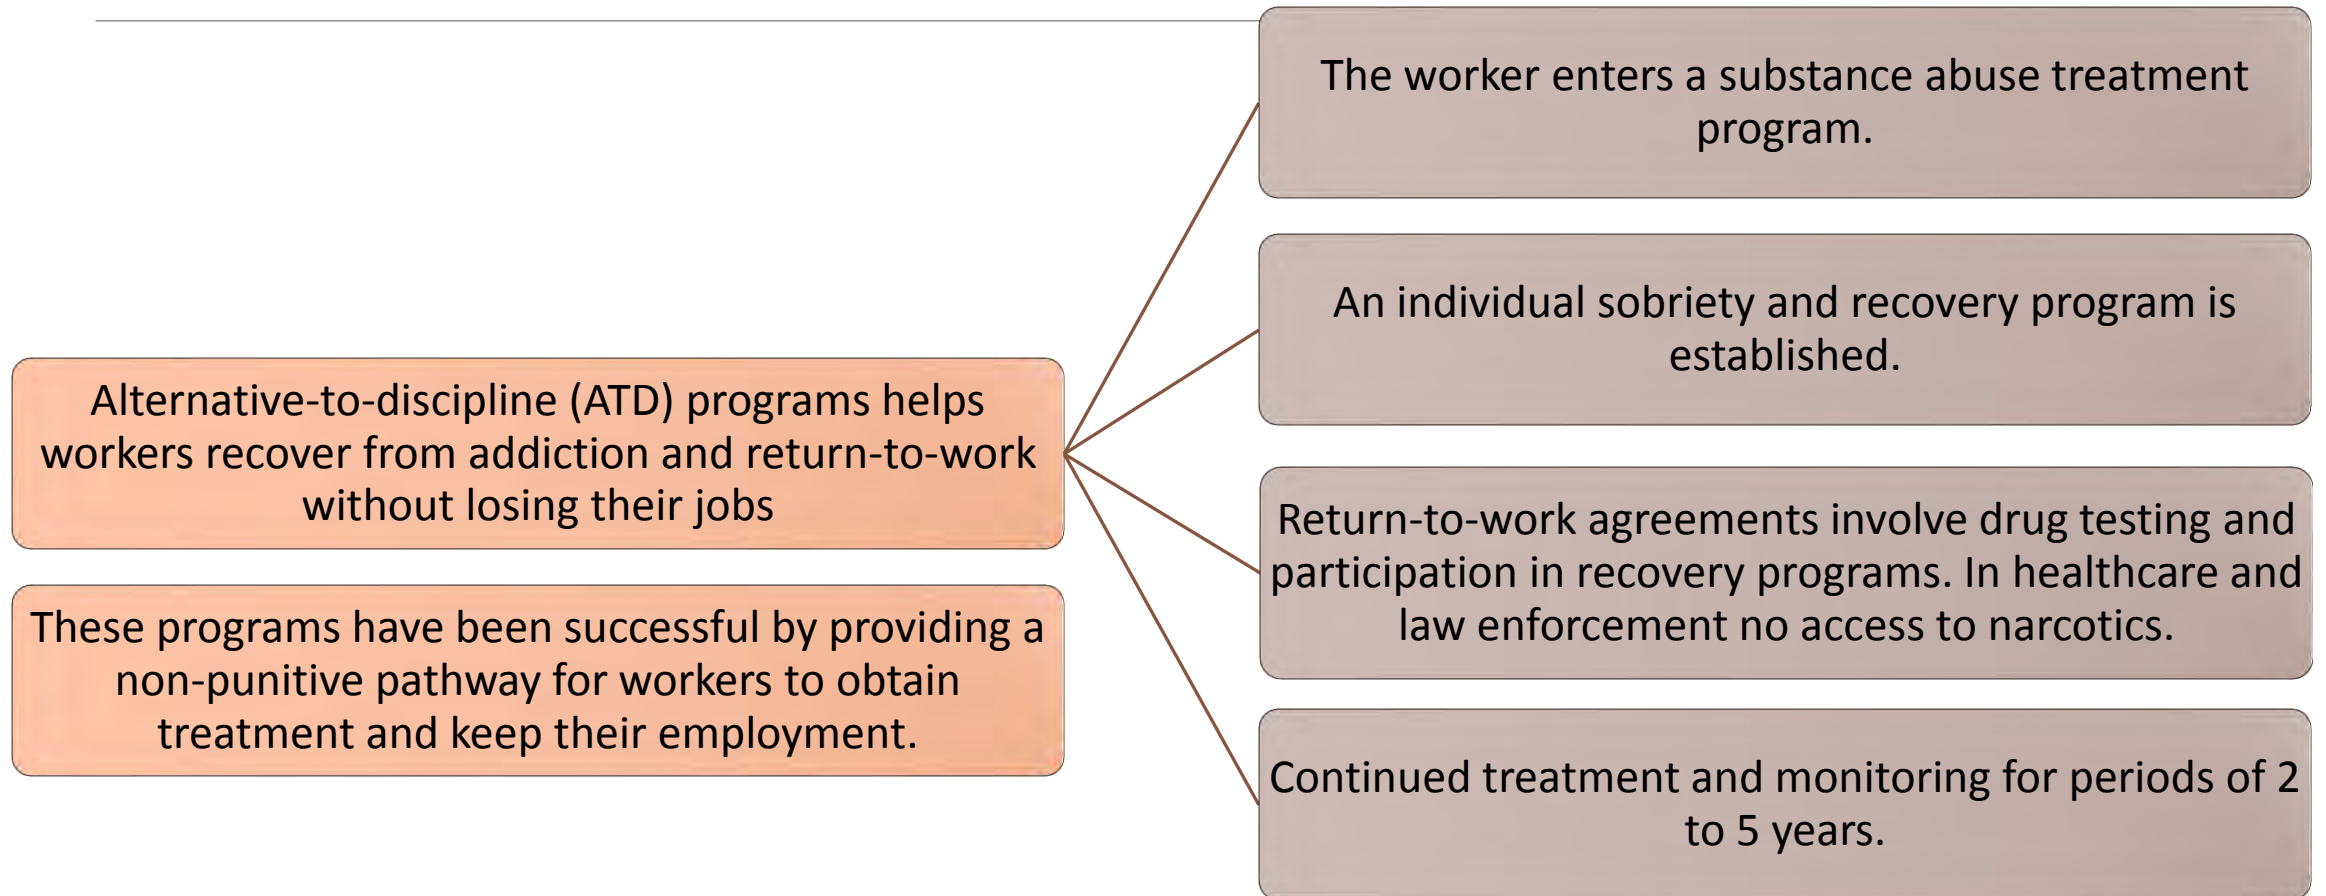 Alternative-to-discipline (ATD) programs helps
workers recover from addiction and return-to-work
without losing their jobs
These programs have been successful by providing a
non-punitive pathway for workers to obtain
treatment and keep their employment.
The worker enters a substance abuse treatment
program.
An individual sobriety and recovery program is
established.
Return-to-work agreements involve drug testing and
participation in recovery programs. In healthcare and
law enforcement no access to narcotics.
Continued treatment and monitoring for periods of 2
to 5 years.